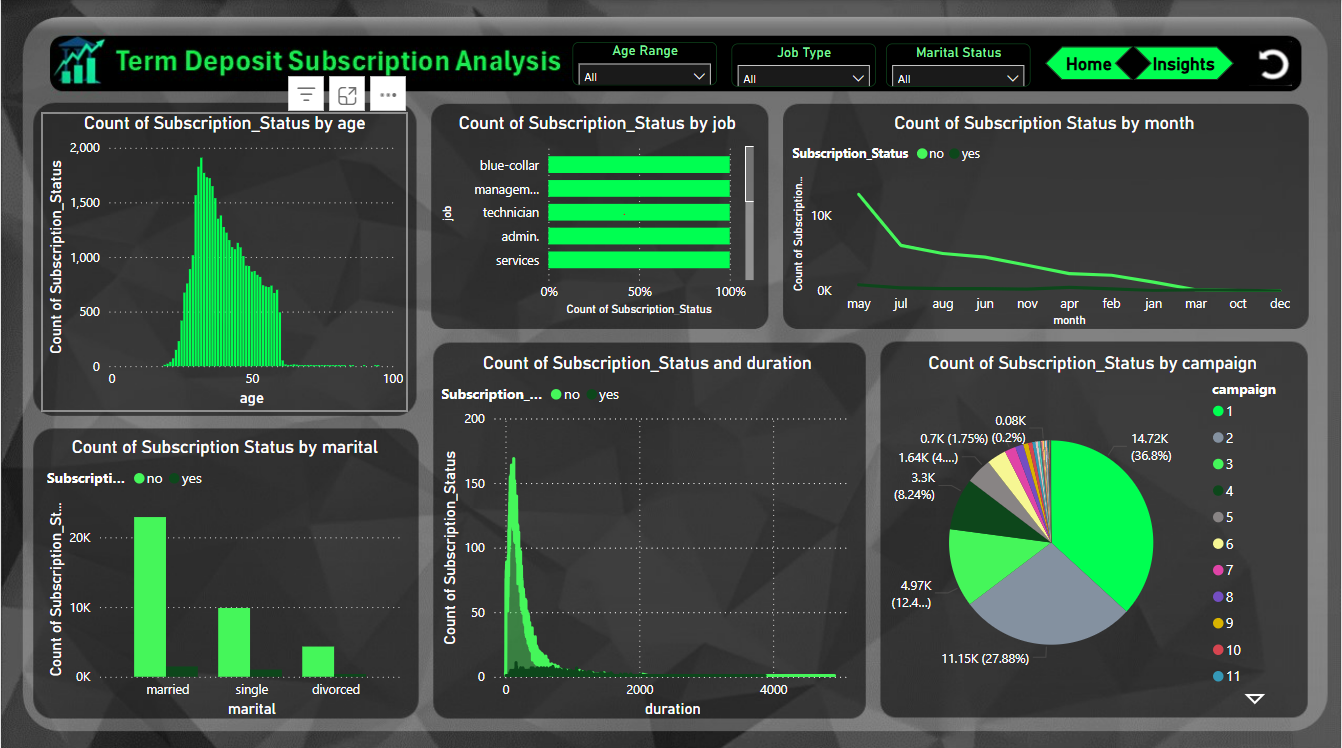 Term Deposit Subscription Analysis
Age Range
All
Job Type
All
Marital Status
All
Home
Insights
Count of Subscription_Status by age
Count of Subscription_Status
2,000
1,500
1,000
500
0
0 50 100
age
Count of Subscription_Status by job
job
blue-collar
managem...
technician
admin.
services
0% 50% 100%
Count of Subscription_Status
Count of Subscription Status by month
Subscription_Status no yes
Count of Subscription...
10K
0K
may jul aug jun nov apr feb jan mar oct dec
month
Count of Subscription Status by marital
Subscripti... no yes
Count of Subscription_St...
20K
10K
0K
married single divorced
marital
Count of Subscription_Status and duration
Subscription_... no yes
Count of Subscription_Status
200
150
100
50
0
0 2000 4000
duration
Count of Subscription_Status by campaign
0.08K
(0.2%)
0.7K (1.75%)
1.64K (4....)
3.3K
(8.24%)
4.97K
(12.4...)
11.15K (27.88%)
14.72K
(36.8%)
campaign
1
2
3
4
5
6
7
8
9
10
11